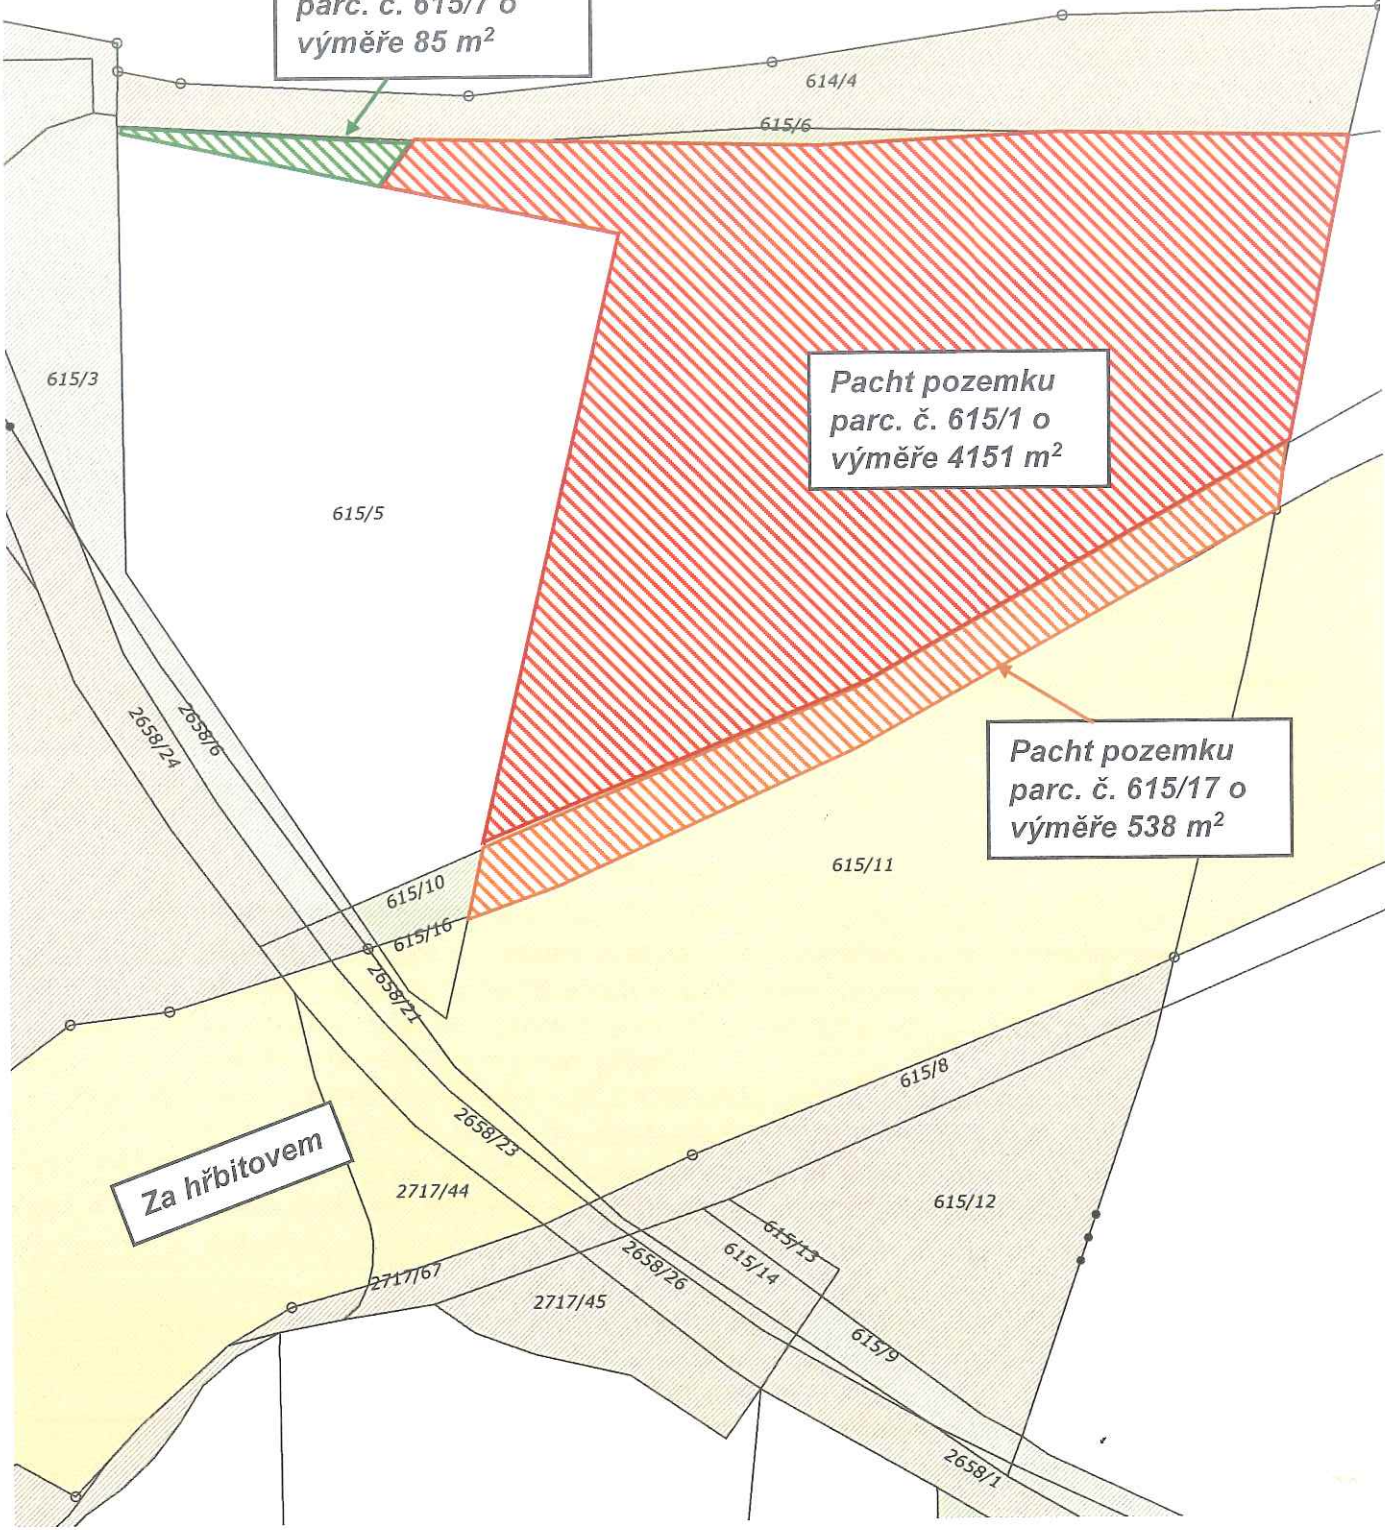 parc. č. 615/7 o
výměře 85 m²
614/4
615/6
615/3
Pacht pozemku
parc. č. 615/1 o
výměře 4151 m²
615/5
2658/24
2658/6
Pacht pozemku
parc. č. 615/17 o
výměře 538 m²
615/11
615/10
615/16
2658/21
615/8
2658/23
Za hřbitovem
2717/44
615/12
615/13
615/14
2658/26
2717/67
2717/45
615/9
2658/1